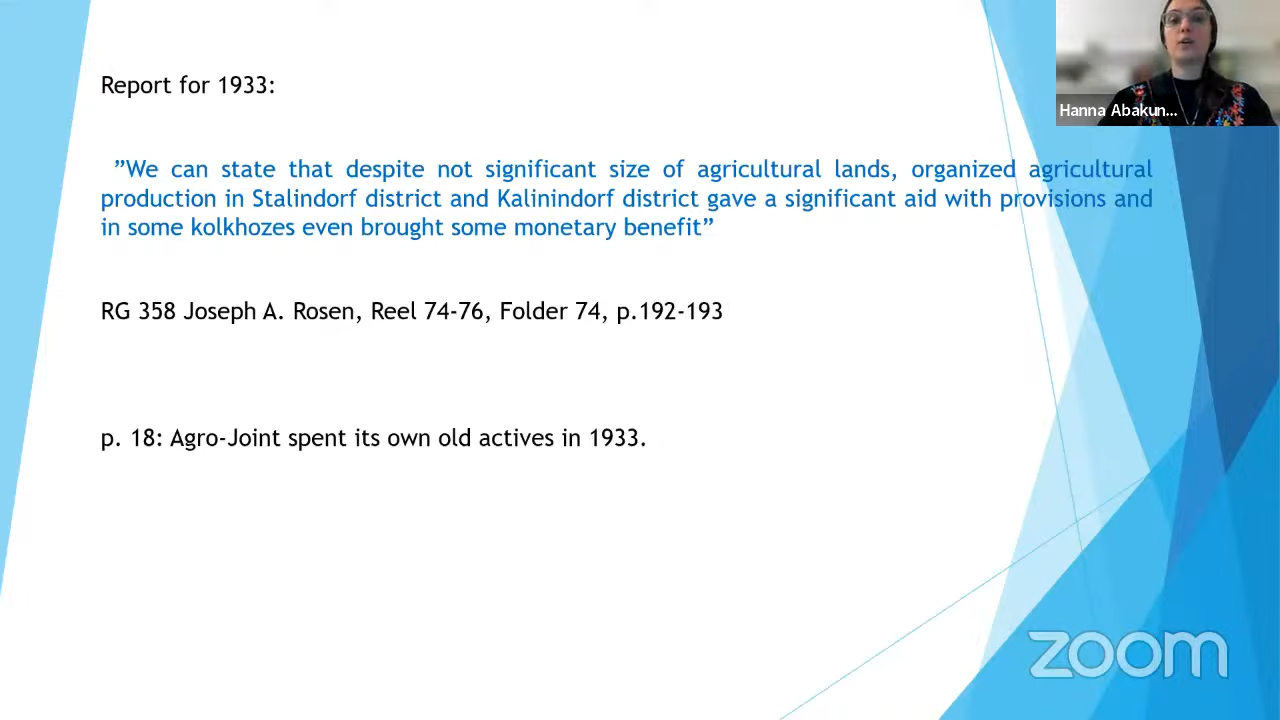 Hanna Abakun...
Report for 1933:
”We can state that despite not significant size of agricultural lands, organized agricultural
production in Stalindorf district and Kalinindorf district gave a significant aid with provisions and
in some kolkhozes even brought some monetary benefit”
RG 358 Joseph A. Rosen, Reel 74-76, Folder 74, p.192-193
p. 18: Agro-Joint spent its own old actives in 1933.
zoom